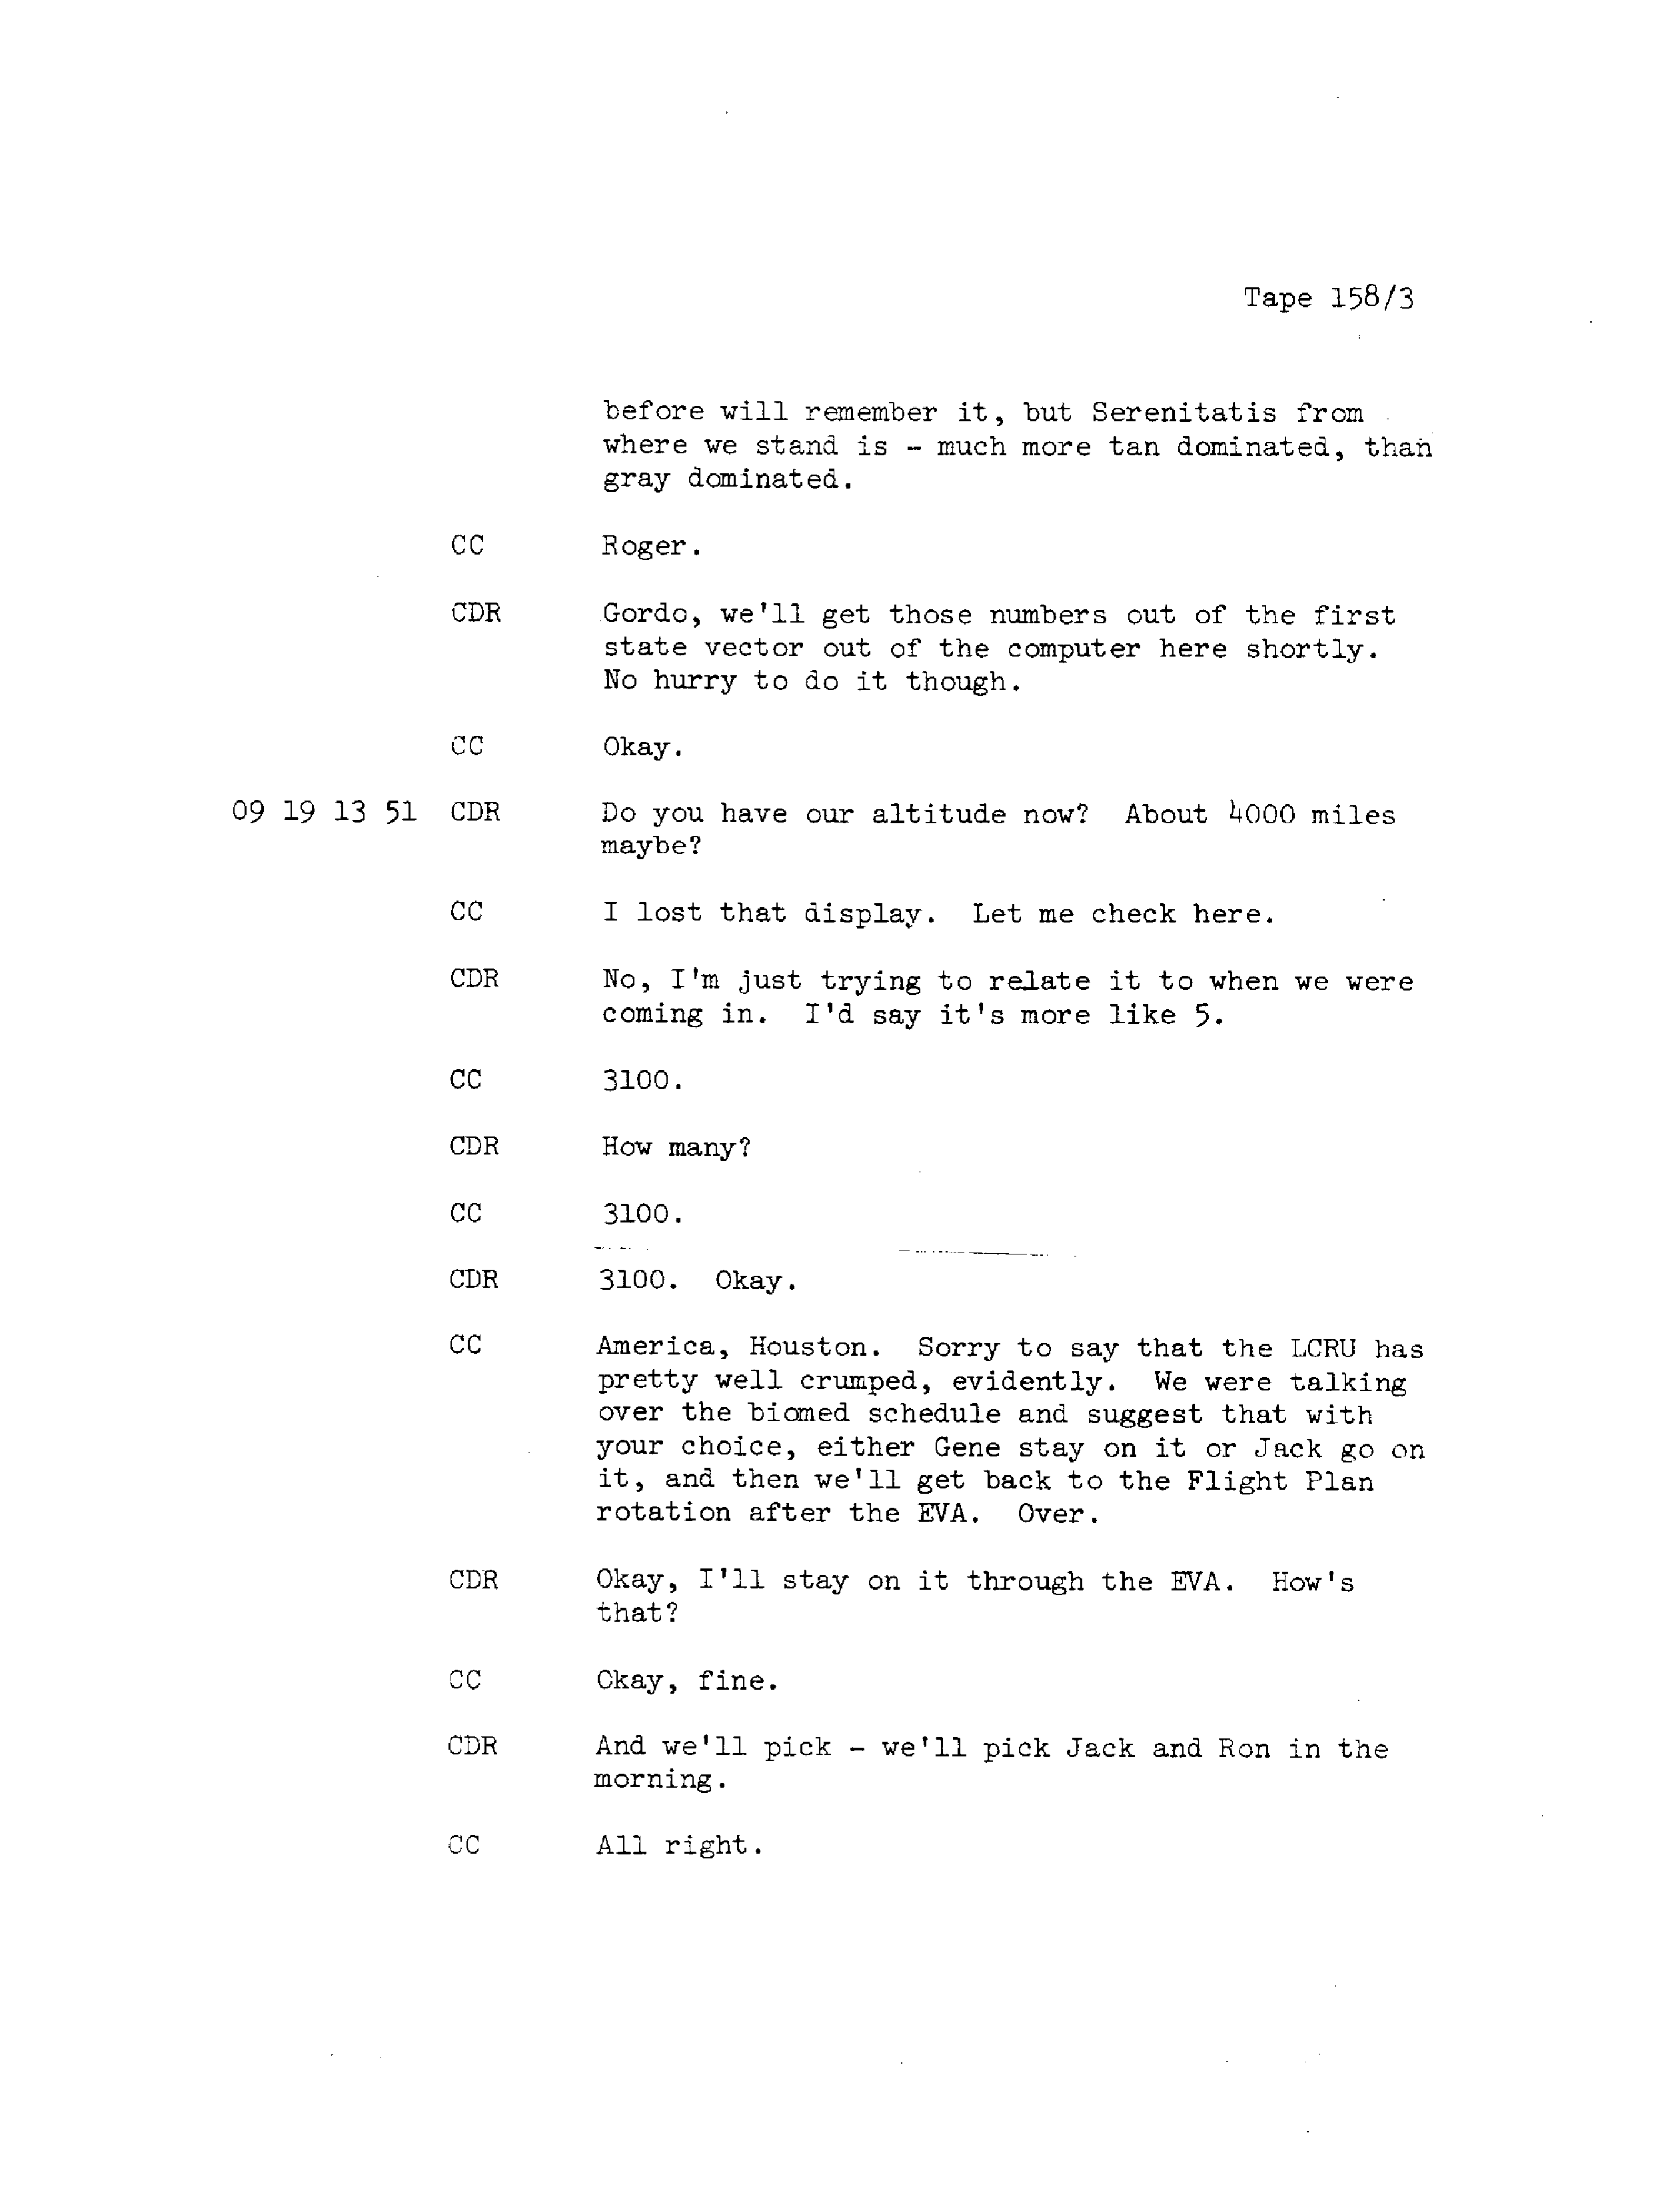 Tape 158/3
before will remember it, but Serenitatis from
where we stand is - much more tan dominated, than
gray dominated.
CC Roger.
CDR Gordo, we'll get those numbers out of the first
state vector out of the computer here shortly.
No hurry to do it though.
CC Okay.
09 19 13 51 CDR Do you have our altitude now? About 4000 miles
maybe?
CC I lost that display. Let me check here.
CDR No, I'm just trying to relate it to when we were
coming in. I'd say it's more like 5.
CC 3100.
CDR How many?
CC 3100.
CDR 3100. Okay.
CC America, Houston. Sorry to say that the LCRU has
pretty well crumped, evidently. We were talking
over the biomed schedule and suggest that with
your choice, either Gene stay on it or Jack go on
it, and then we'll get back to the Flight Plan
rotation after the EVA. Over.
CDR Okay, I'll stay on it through the EVA. How's
that?
CC Okay, fine.
CDR And we'll pick - we'll pick Jack and Ron in the
morning.
CC All right.